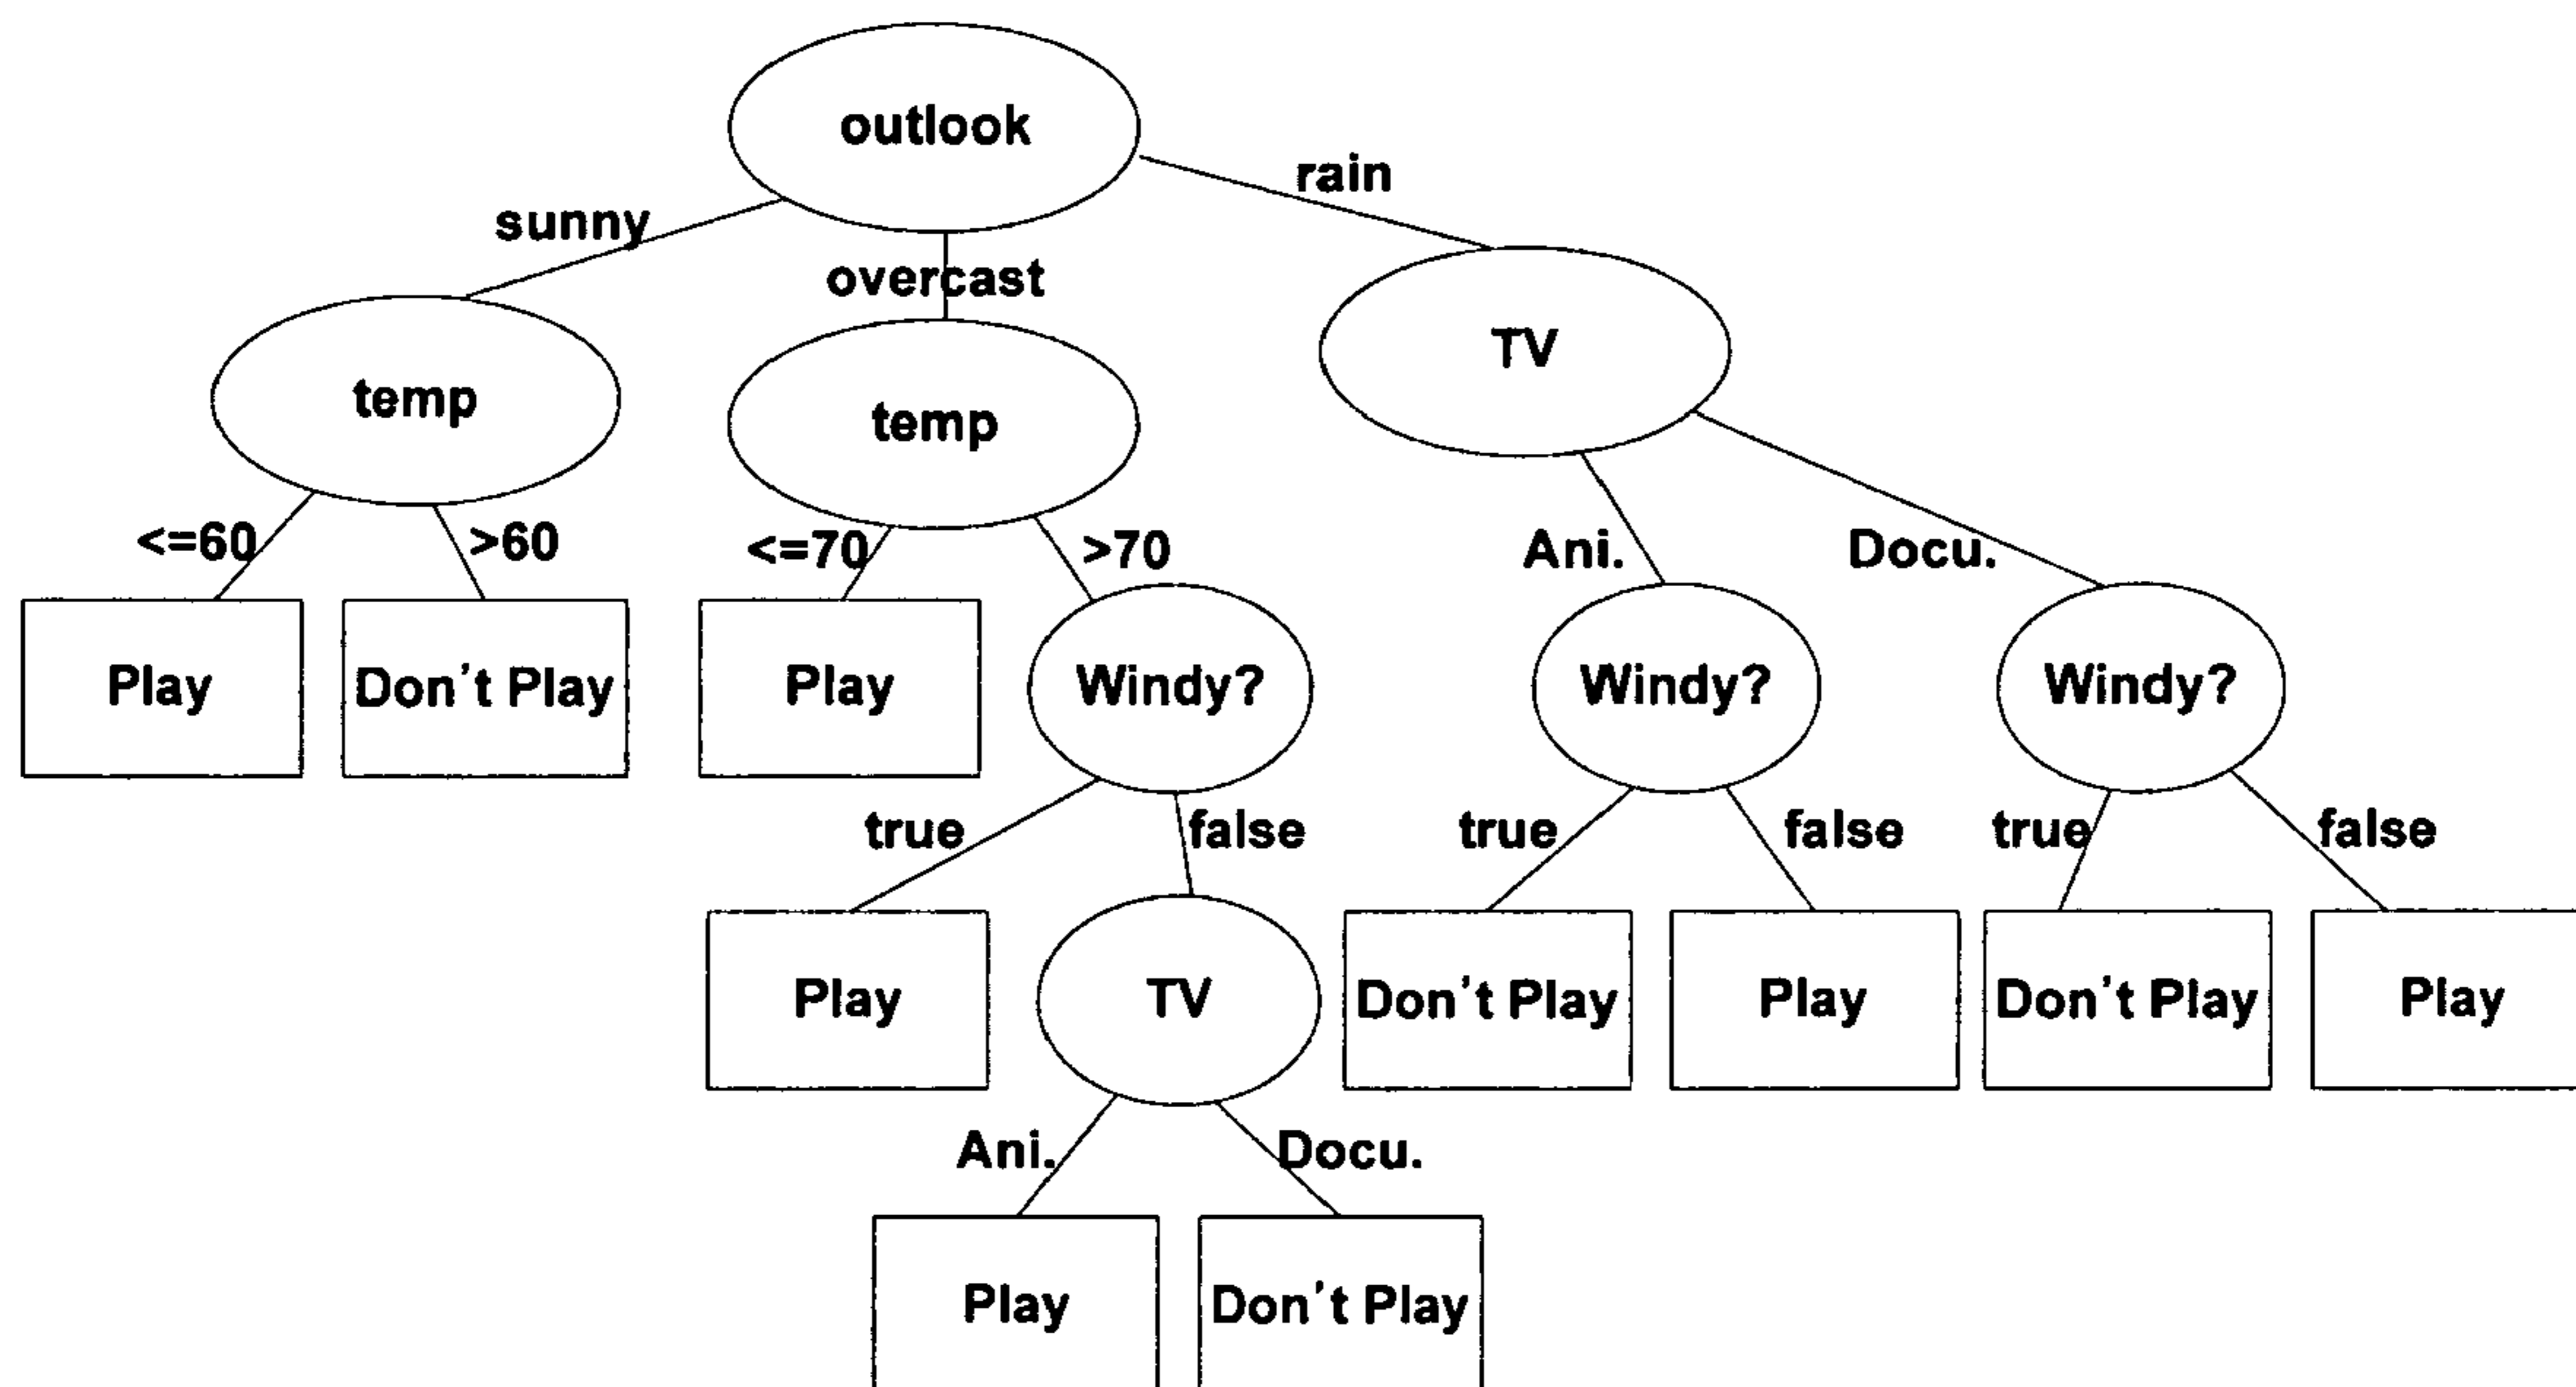 outlook
sunny
overcast
rain
temp
temp
TV
<=60
>60
<=70
>70
Ani.
Docu.
Play
Don't Play
Play
Windy?
Windy?
Windy?
true
false
true
false
true
false
Play
TV
Don't Play
Play
Don't Play
Play
Ani.
Docu.
Play
Don't Play